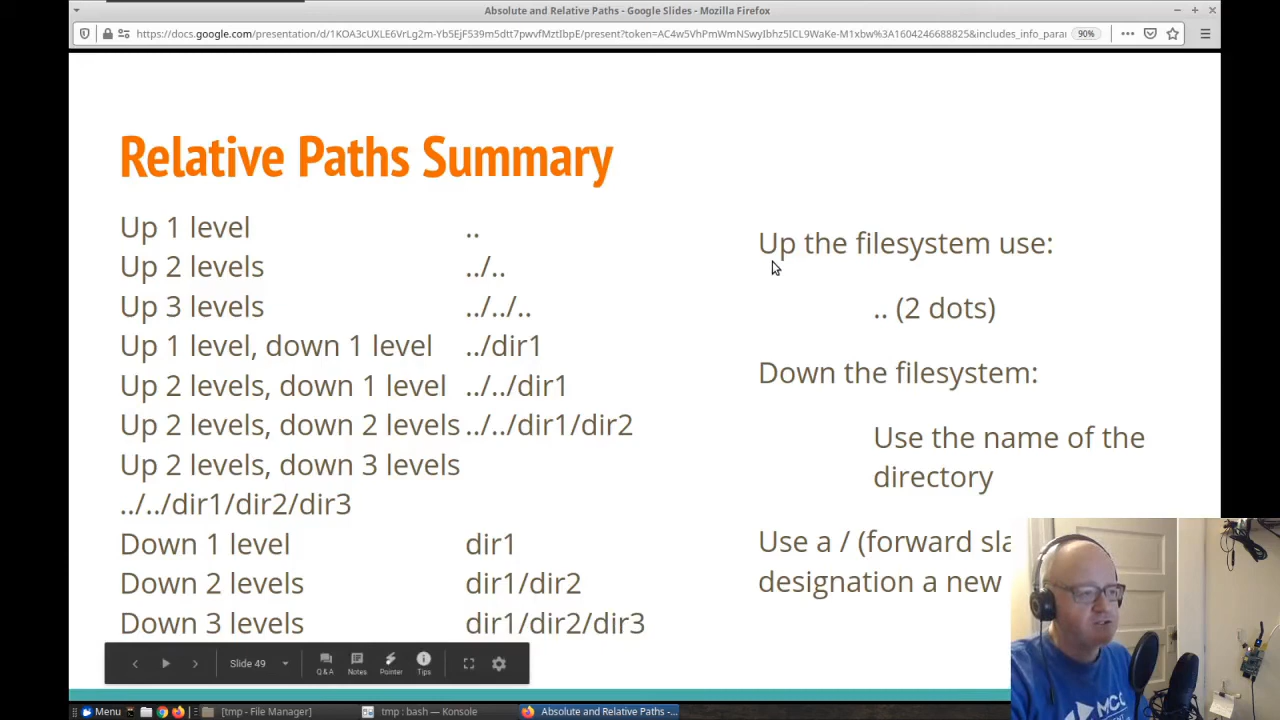 Absolute and Relative Paths - Google Slides - Mozilla Firefox
https://docs.google.com/presentation/d/1KOA3cUXLE6VrLg2m-Yb5EjF539m5dtt7pwvfMztIbpE/present?token=AC4w5VhPmWmNSwyIbhz5ICL9WaKe-M1xbw%3A1604246688825&includes_info_para 90%
Relative Paths Summary
Up 1 level ..
Up 2 levels ../..
Up 3 levels ../../..
Up 1 level, down 1 level ../dir1
Up 2 levels, down 1 level ../../dir1
Up 2 levels, down 2 levels ../../dir1/dir2
Up 2 levels, down 3 levels
../../dir1/dir2/dir3
Down 1 level dir1
Down 2 levels dir1/dir2
Down 3 levels dir1/dir2/dir3
Up the filesystem use:
.. (2 dots)
Down the filesystem:
Use the name of the
directory
Use a / (forward sla
designation a new
Slide 49
Q&A Notes Pointer Tips
MCC
Menu [tmp - File Manager] tmp : bash — Konsole Absolute and Relative Paths -...